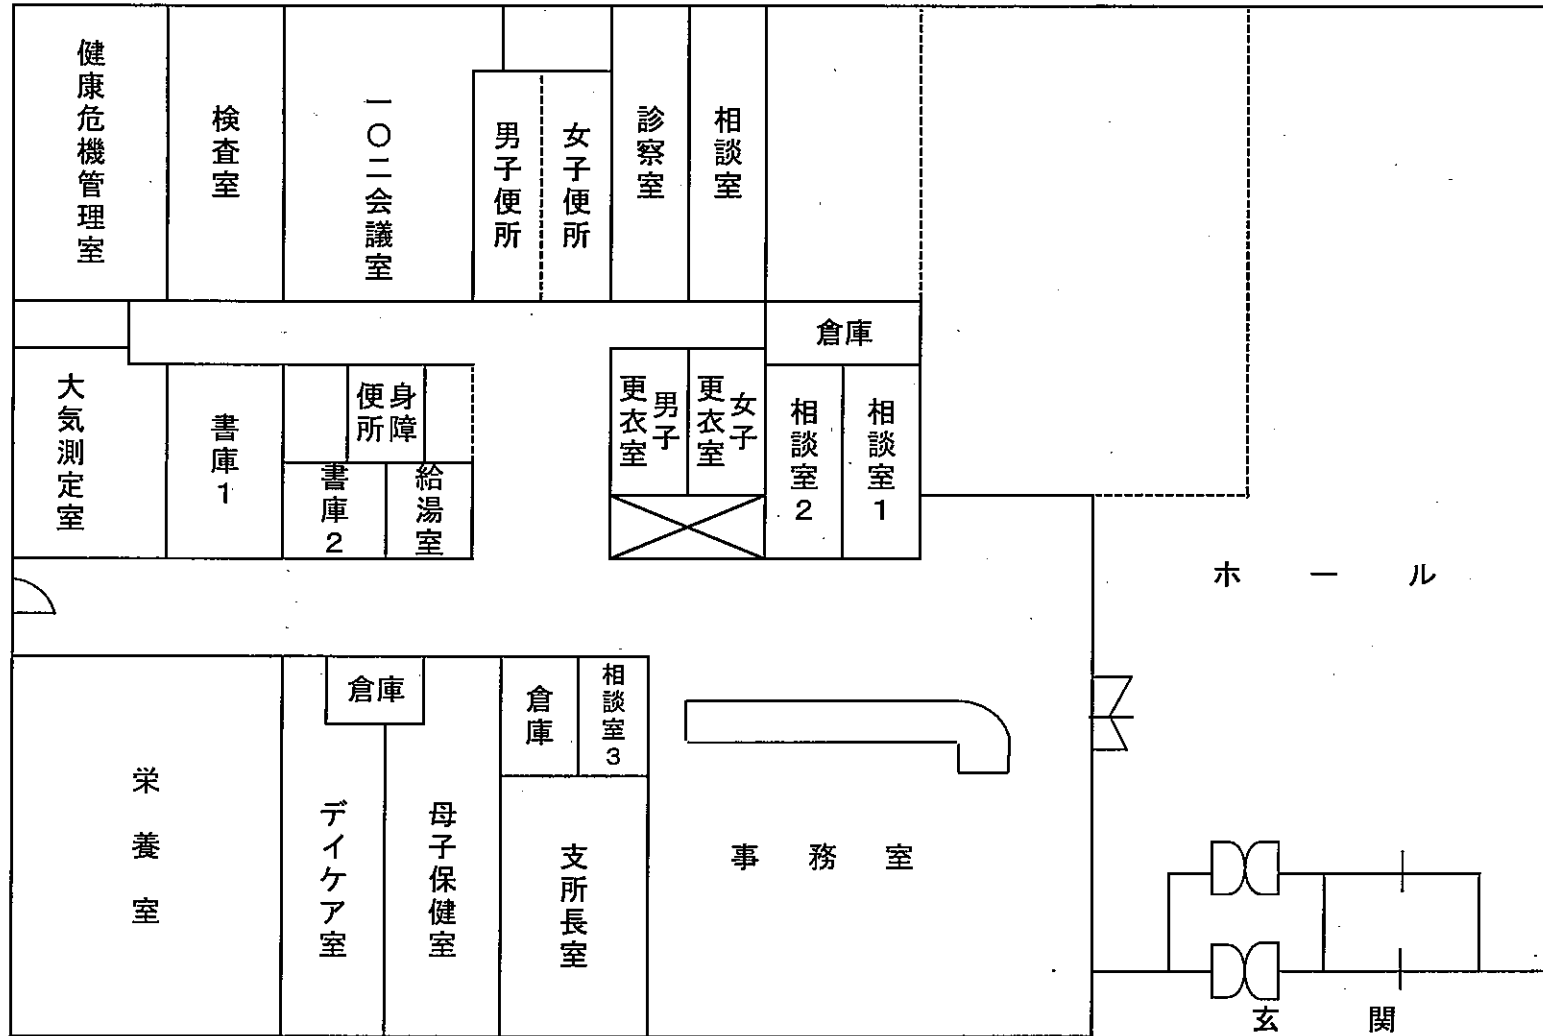 健康危機管理室
検査室
一〇二会議室
男子便所
女子便所
診察室
相談室
倉庫
大気測定室
書庫1
身障
便所
書庫2
給湯室
男子
更衣室
女子
更衣室
相談室2
相談室1
ホール
栄養室
デイケア室
倉庫
母子保健室
倉庫
相談室3
支所長室
事務室
玄関